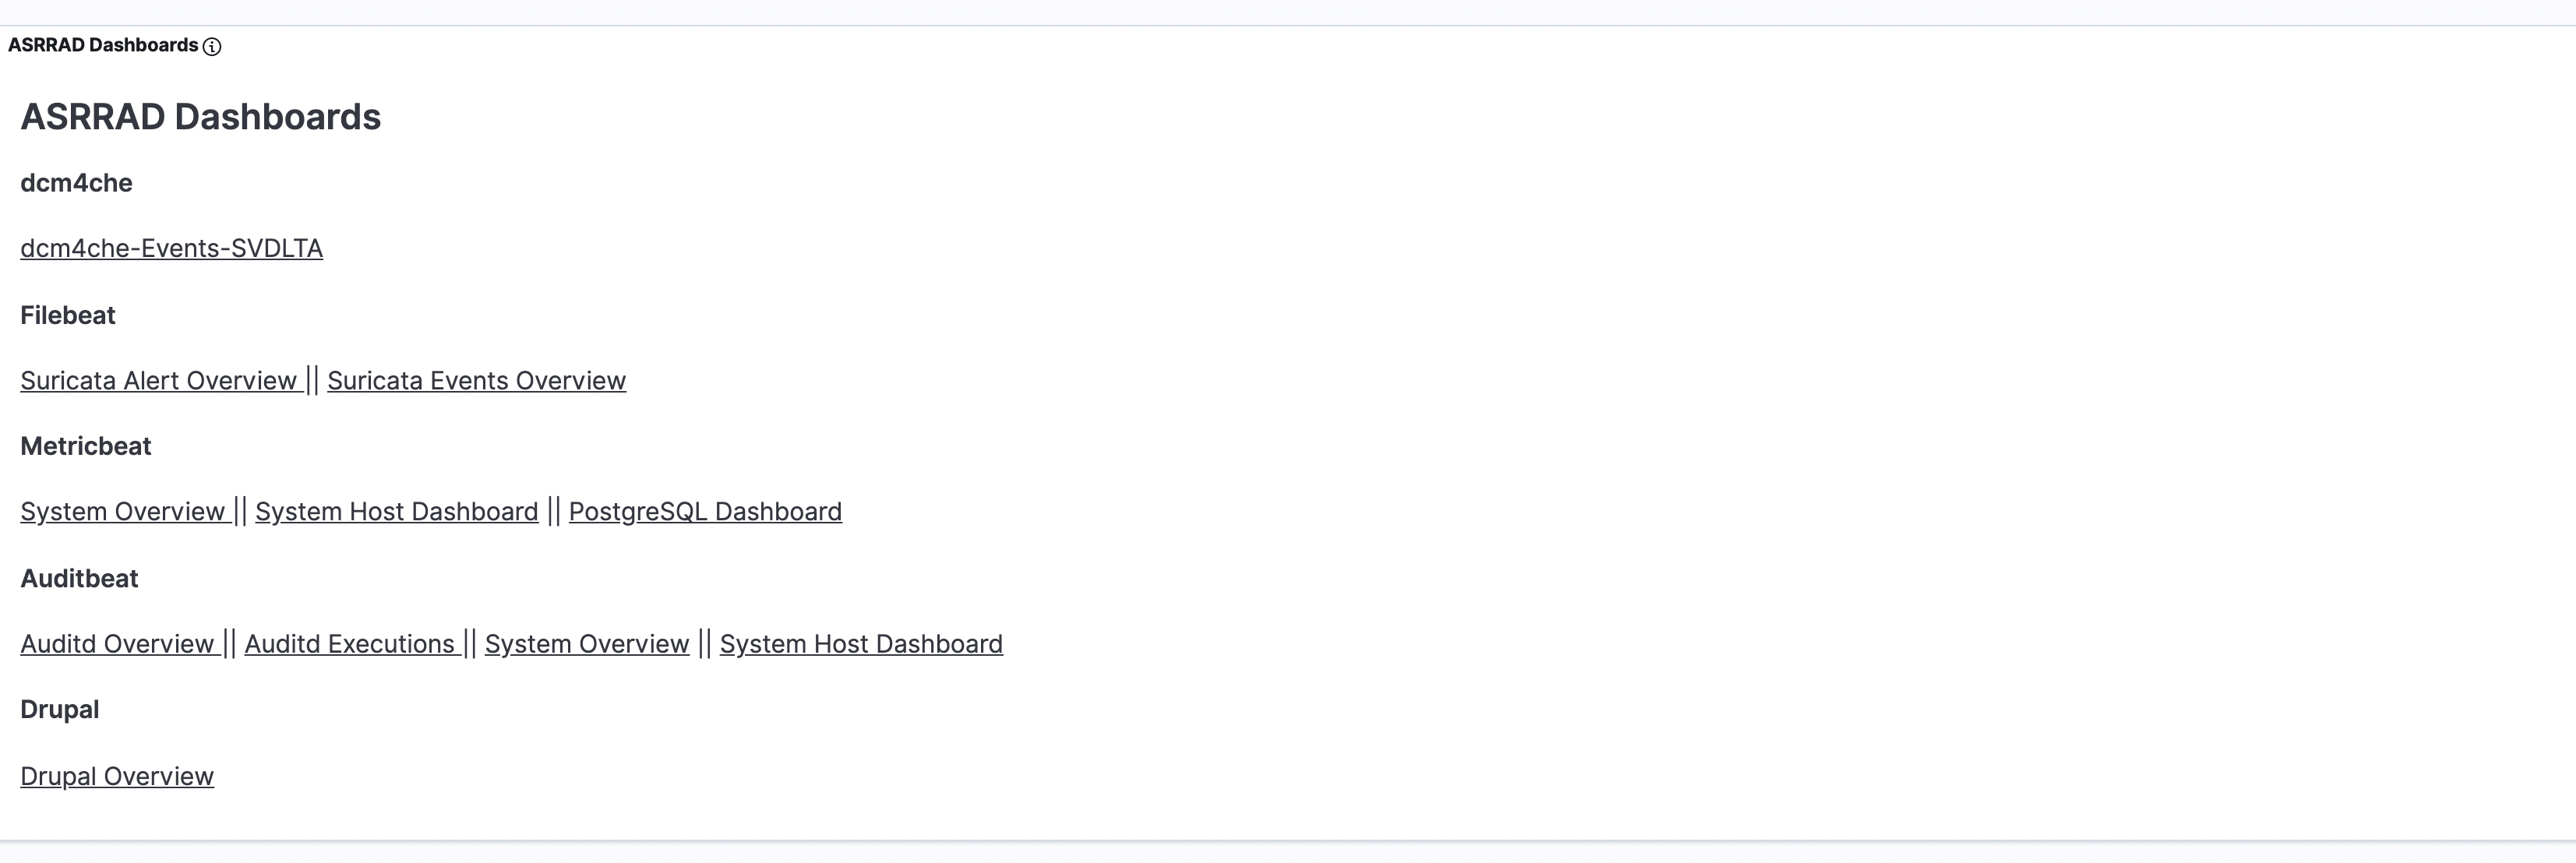 ASRRAD Dashboards
ASRRAD Dashboards
dcm4che
dcm4che-Events-SVDLTA
Filebeat
Suricata Alert Overview || Suricata Events Overview
Metricbeat
System Overview || System Host Dashboard || PostgreSQL Dashboard
Auditbeat
Auditd Overview || Auditd Executions || System Overview || System Host Dashboard
Drupal
Drupal Overview